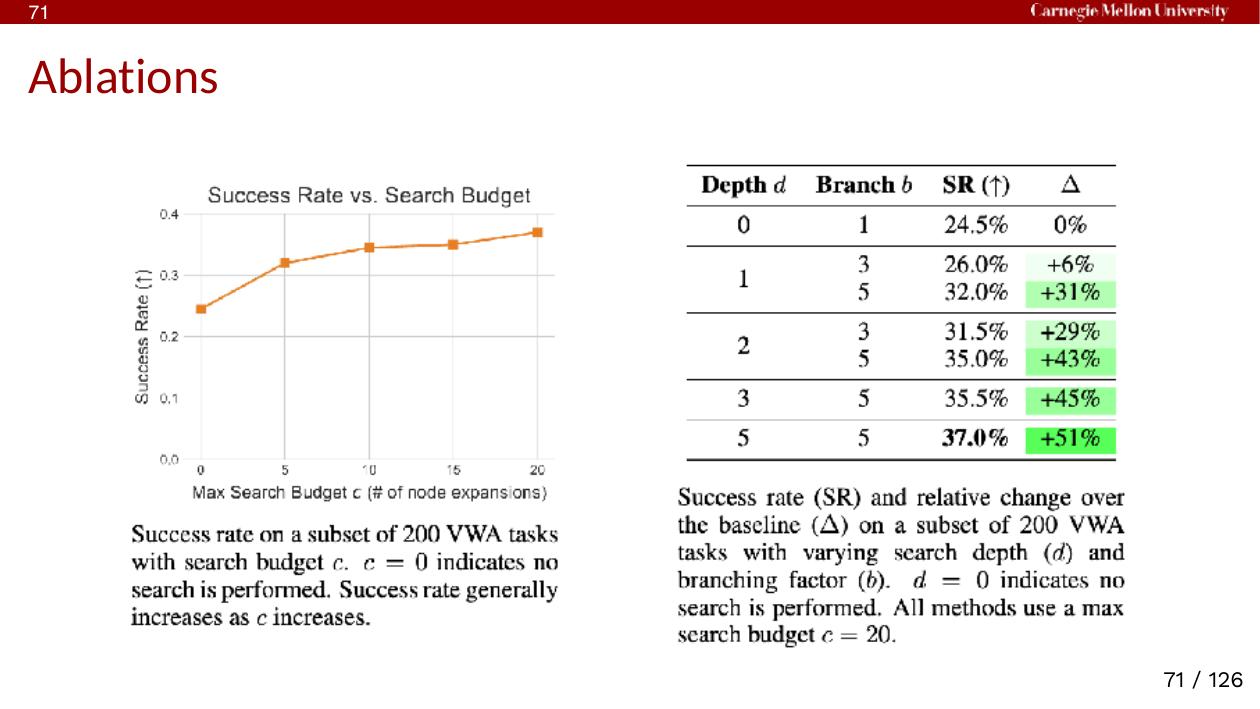 71
Carnegie Mellon University
Ablations
Success Rate vs. Search Budget
0.4
0.3
0.2
0.1
0.0
Success Rate (↑)
0 5 10 15 20
Max Search Budget c (# of node expansions)
Success rate on a subset of 200 VWA tasks
with search budget c. c = 0 indicates no
search is performed. Success rate generally
increases as c increases.
Depth d Branch b SR (↑) Δ
0 1 24.5% 0%
1 3 26.0% +6%
5 32.0% +31%
2 3 31.5% +29%
5 35.0% +43%
3 5 35.5% +45%
5 5 37.0% +51%
Success rate (SR) and relative change over
the baseline (Δ) on a subset of 200 VWA
tasks with varying search depth (d) and
branching factor (b). d = 0 indicates no
search is performed. All methods use a max
search budget c = 20.
71 / 126